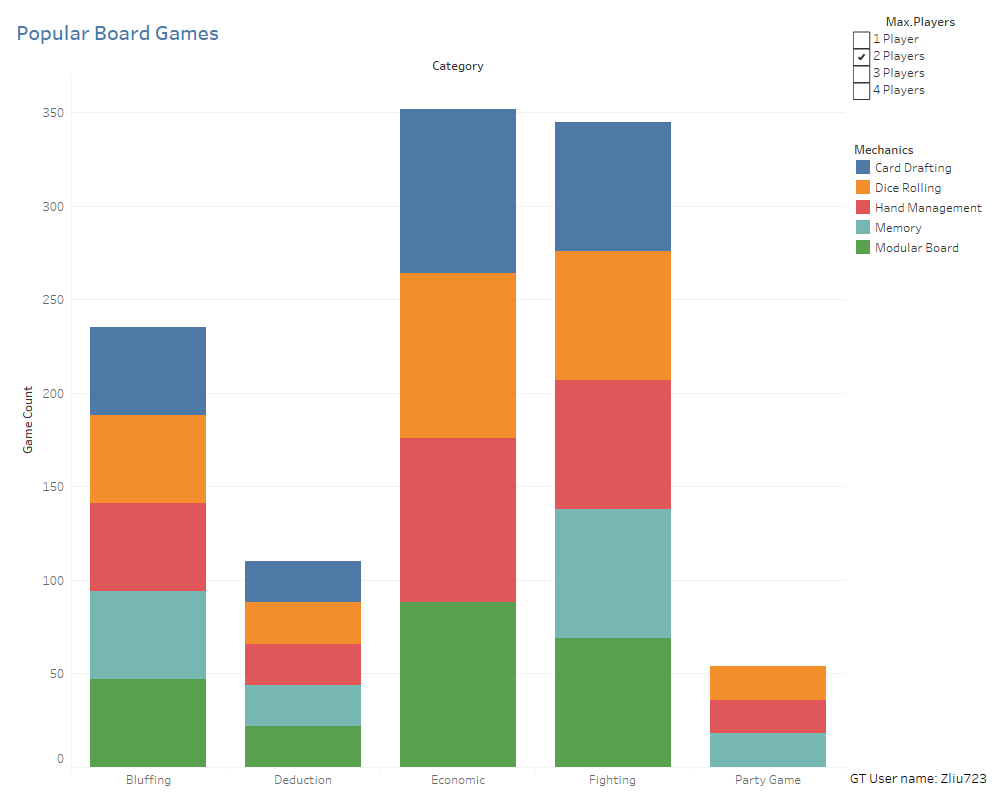 Popular Board Games
Max.Players
1 Player
2 Players
3 Players
4 Players
Category
Mechanics
Card Drafting
Dice Rolling
Hand Management
Memory
Modular Board
Game Count
350
300
250
200
150
100
50
0
Bluffing
Deduction
Economic
Fighting
Party Game
GT User name: Zliu723